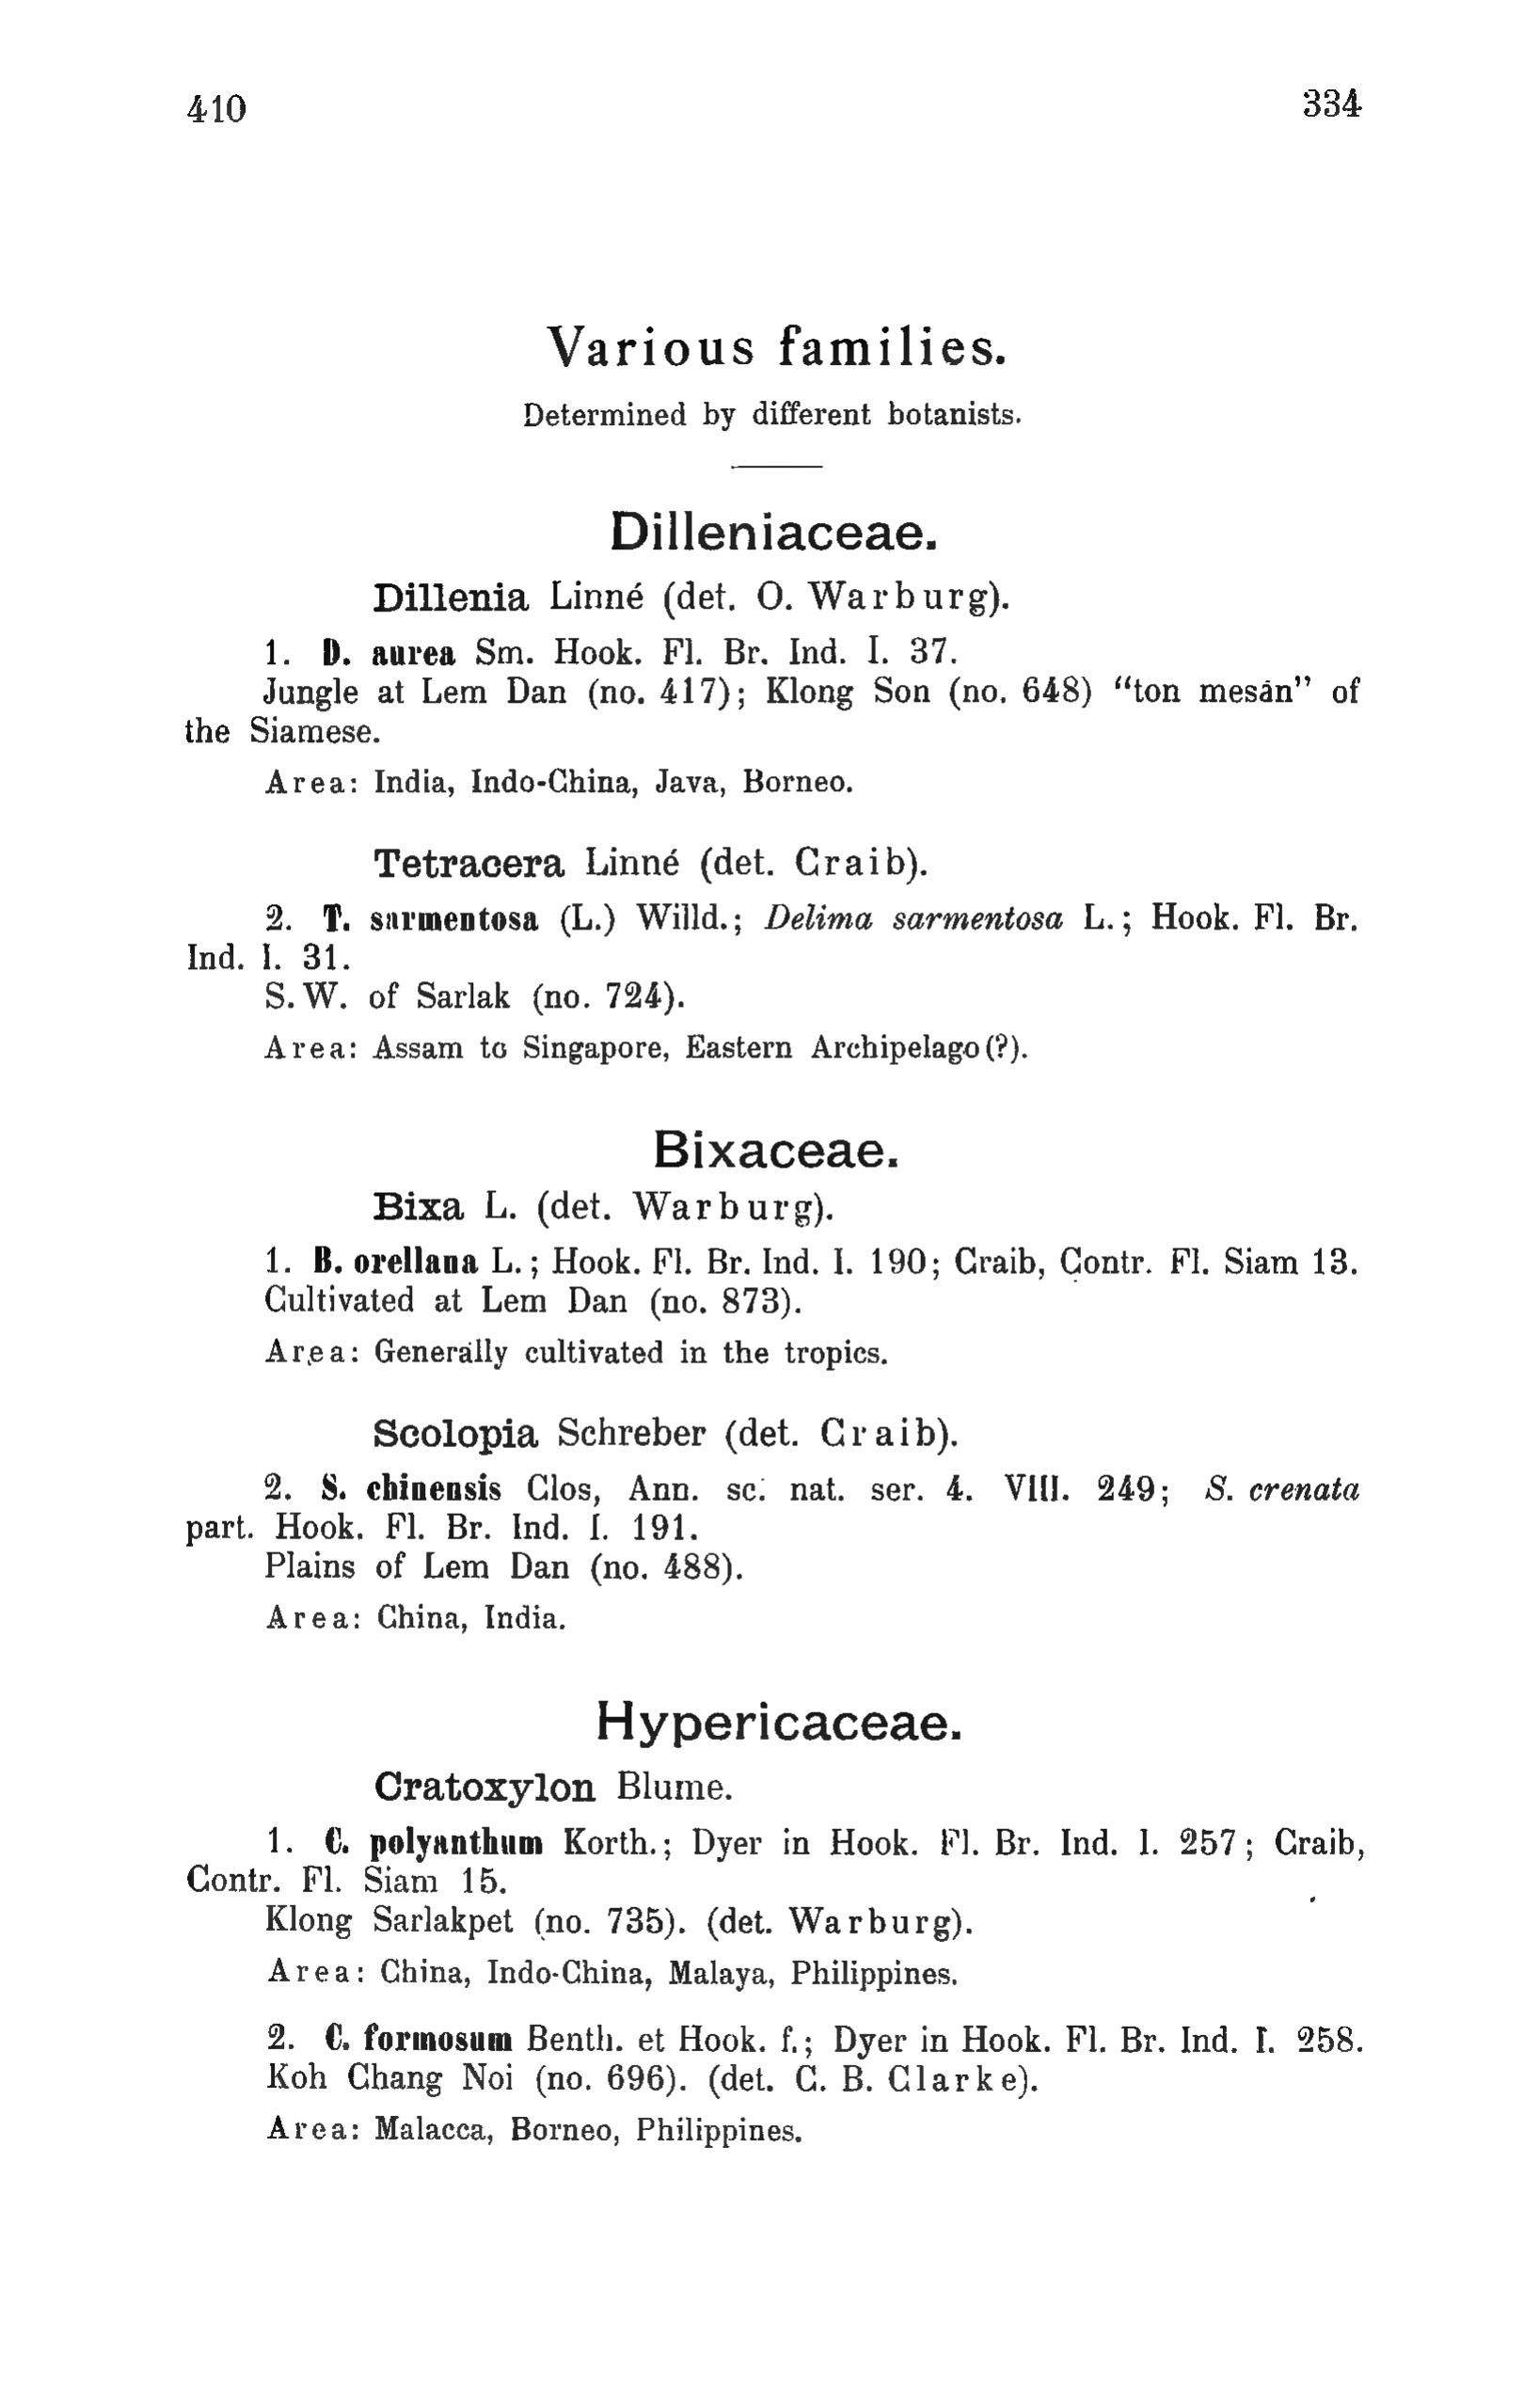 410 334
Various families.
Determined by different botanists.
Dilleniaceae.
Dillenia Linné (det. O. Warburg).
1. D. aurea Sm. Hook. Fl. Br. Ind. I. 37.
Jungle at Lem Dan (no. 417); Klong Son (no. 648) “ton mesán” of
the Siamese.
Area: India, Indo-China, Java, Borneo.
Tetracera Linné (det. Craib).
2. T. sarmentosa (L.) Willd.; Delima sarmentosa L.; Hook. Fl. Br.
Ind. I. 31.
S.W. of Sarlak (no. 724).
Area: Assam to Singapore, Eastern Archipelago (?).
Bixaceae.
Bixa L. (det. Warburg).
1. B. orellana L.; Hook. Fl. Br. Ind. I. 190; Craib, Contr. Fl. Siam 13.
Cultivated at Lem Dan (no. 873).
Area: Generally cultivated in the tropics.
Scolopia Schreber (det. Craib).
2. S. chinensis Clos, Ann. sc. nat. ser. 4. VIII. 249; S. crenata
part. Hook. Fl. Br. Ind. I. 191.
Plains of Lem Dan (no. 488).
Area: China, India.
Hypericaceae.
Cratoxylon Blume.
1. C. polyanthum Korth.; Dyer in Hook. Fl. Br. Ind. I. 257; Craib,
Contr. Fl. Siam 15.
Klong Sarlakpet (no. 735). (det. Warburg).
Area: China, Indo-China, Malaya, Philippines.
2. C. formosum Benth. et Hook. f.; Dyer in Hook. Fl. Br. Ind. I. 258.
Koh Chang Noi (no. 696). (det. C. B. Clarke).
Area: Malacca, Borneo, Philippines.